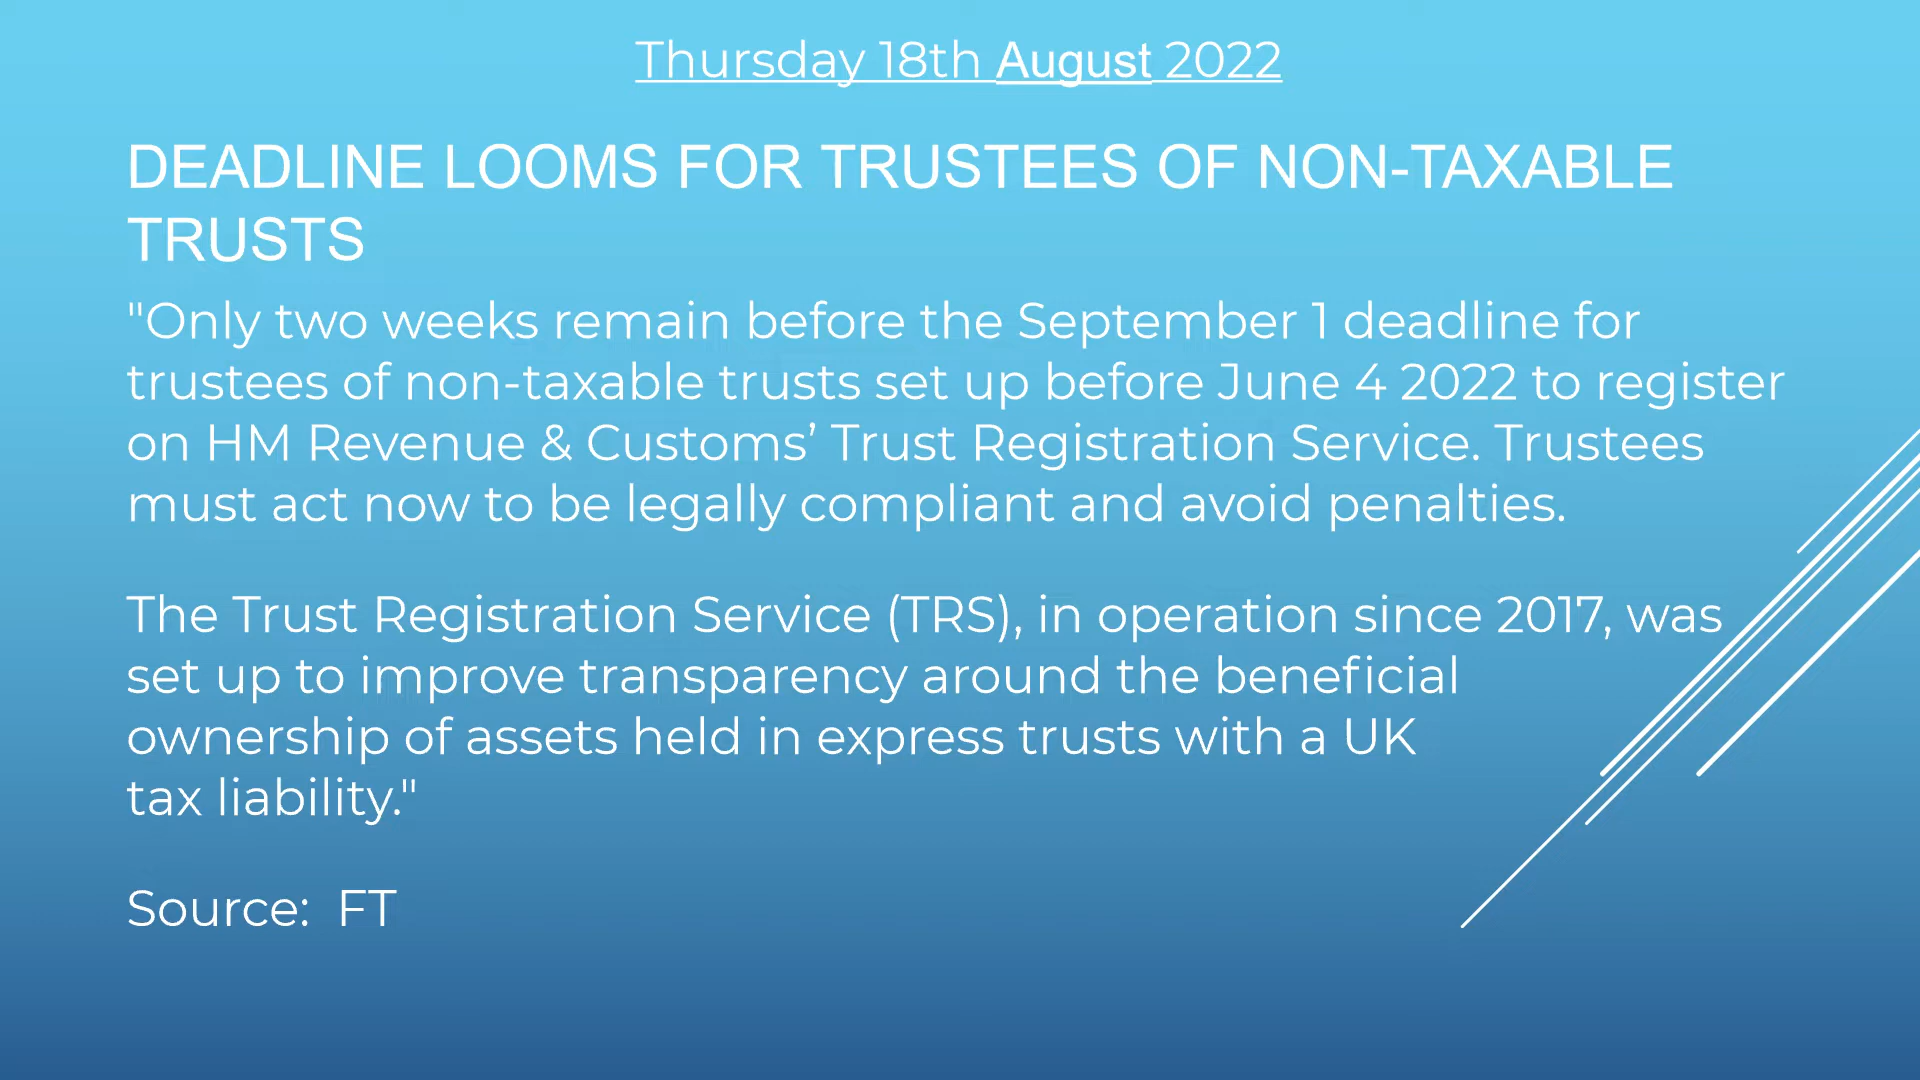 Thursday 18th August 2022
DEADLINE LOOMS FOR TRUSTEES OF NON-TAXABLE
TRUSTS
"Only two weeks remain before the September 1 deadline for
trustees of non-taxable trusts set up before June 4 2022 to register
on HM Revenue & Customs’ Trust Registration Service. Trustees
must act now to be legally compliant and avoid penalties.
The Trust Registration Service (TRS), in operation since 2017, was
set up to improve transparency around the beneficial
ownership of assets held in express trusts with a UK
tax liability."
Source:  FT